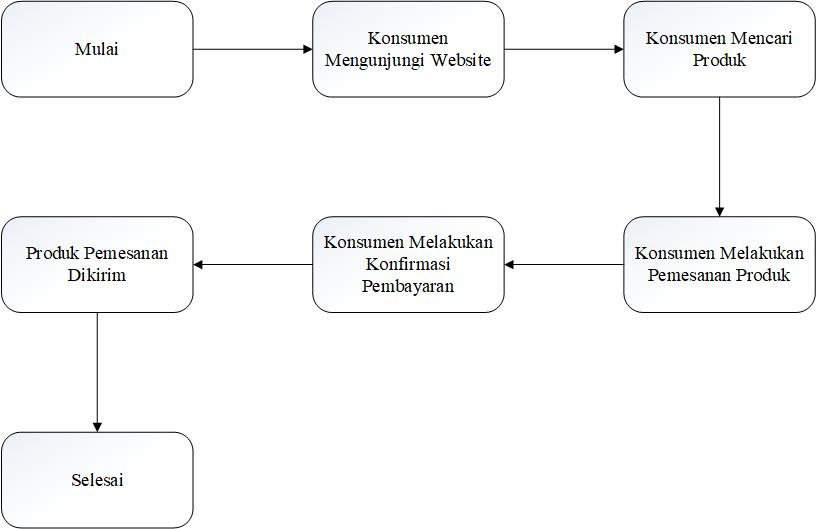 Mulai
Konsumen
Mengunjungi Website
Konsumen Mencari
Produk
Konsumen Melakukan
Pemesanan Produk
Konsumen Melakukan
Konfirmasi
Pembayaran
Produk Pemesanan
Dikirim
Selesai